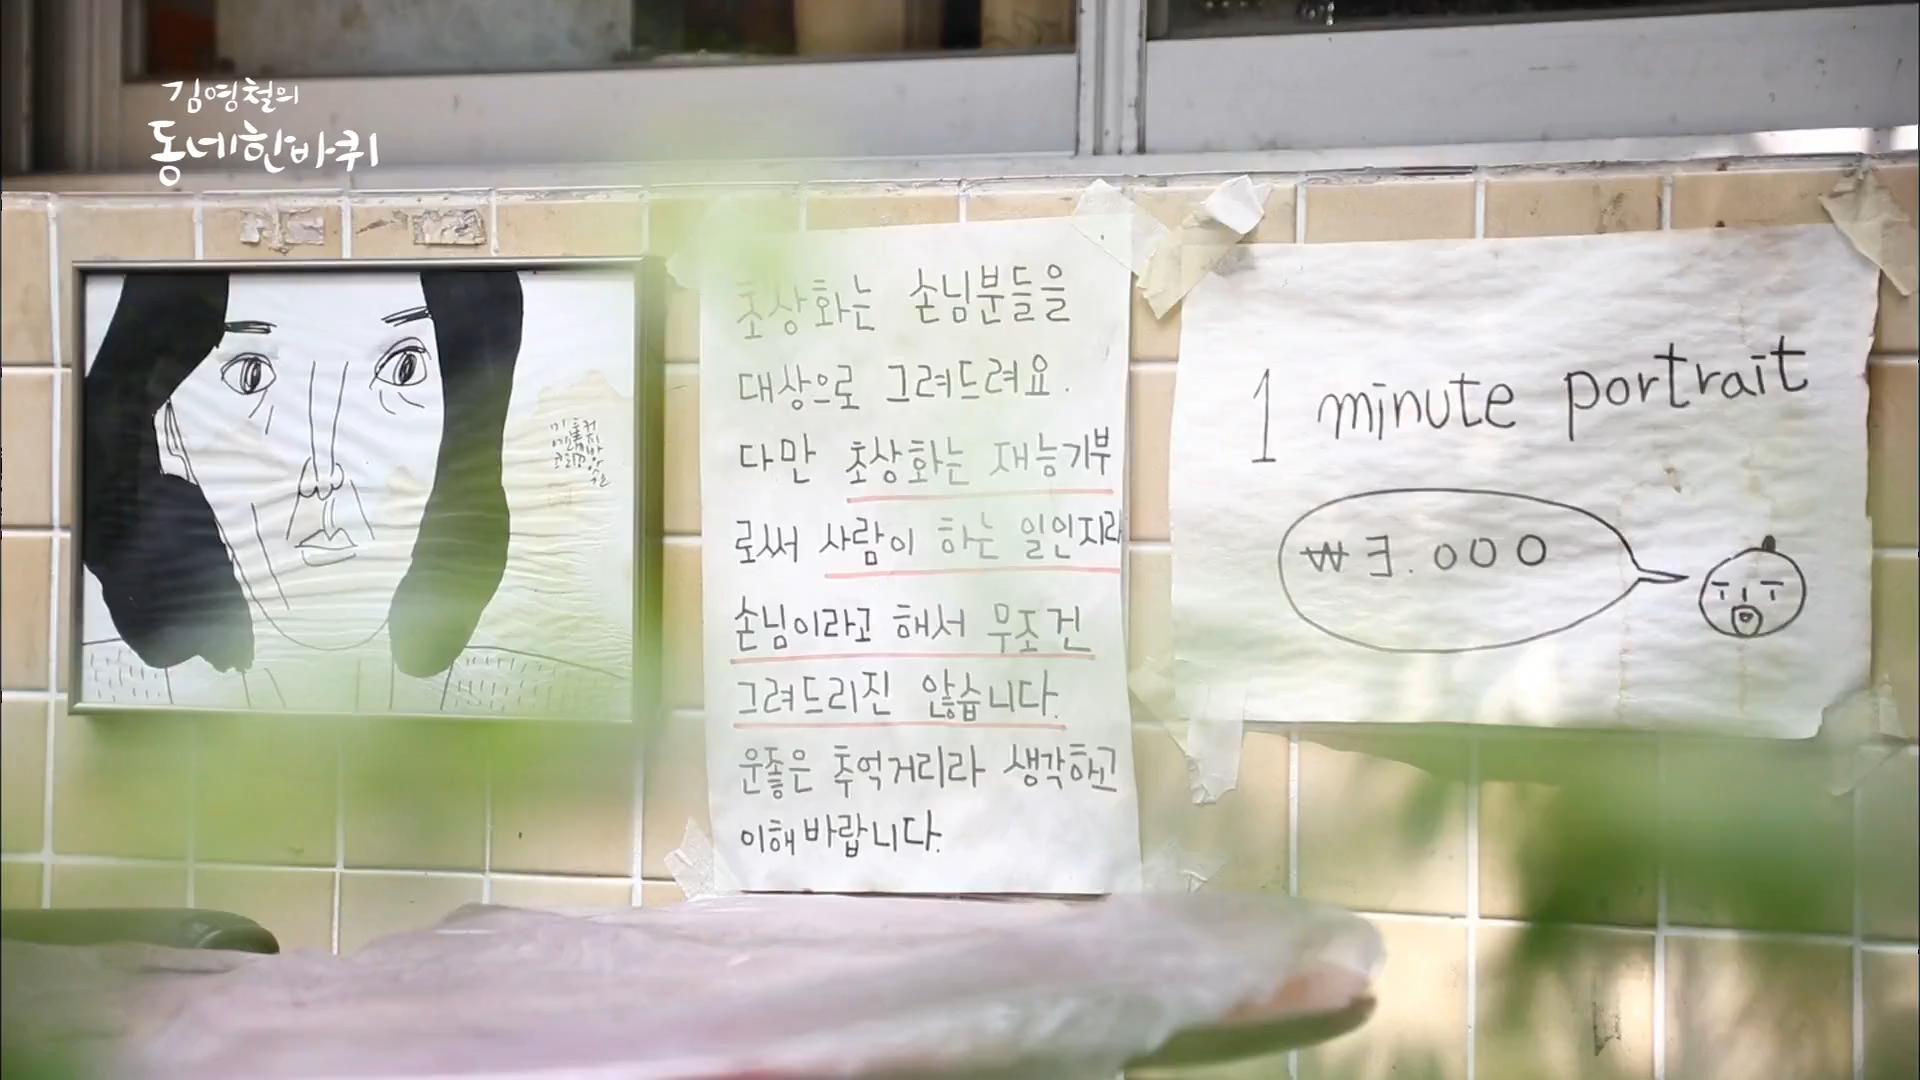 김영철의
동네한바퀴
초상화는 손님분들을
대상으로 그려드려요.
다만 초상화는 재능기부
로써 사람이 하는 일인지라
손님이라고 해서 무조건
그려드리진 않습니다.
운좋은 추억거리라 생각하고
이해바랍니다.
1 minute portrait
₩3.000